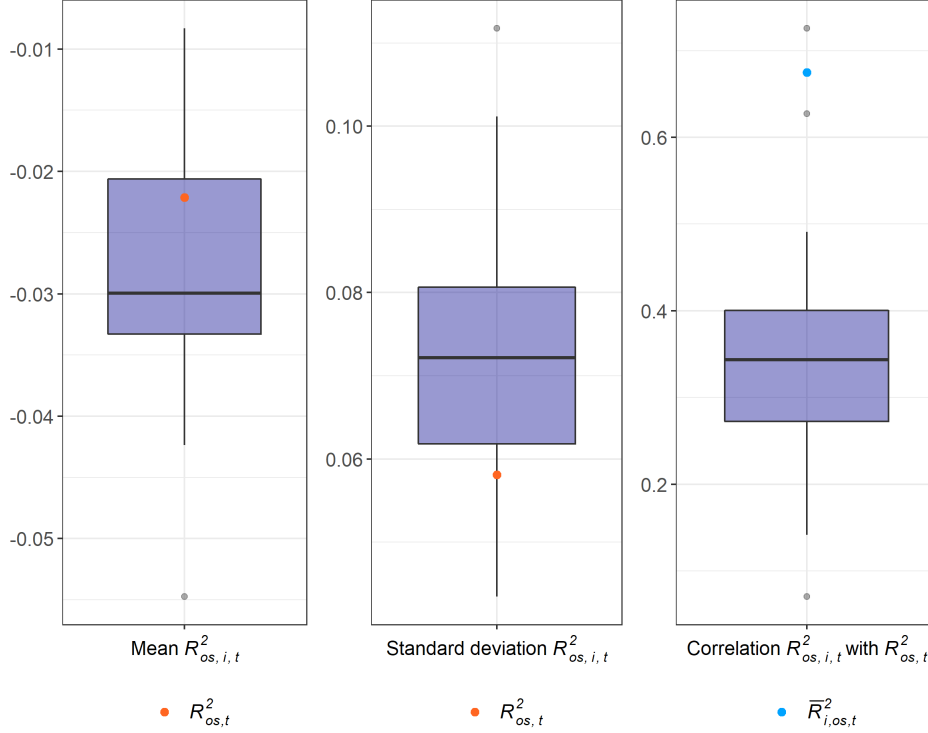 -0.01
-0.02
-0.03
-0.04
-0.05
Mean R²os, i, t
R²os,t
0.10
0.08
0.06
Standard deviation R²os, i, t
R²os, t
0.6
0.4
0.2
Correlation R²os, i, t with R²os, t
R̅²i,os,t